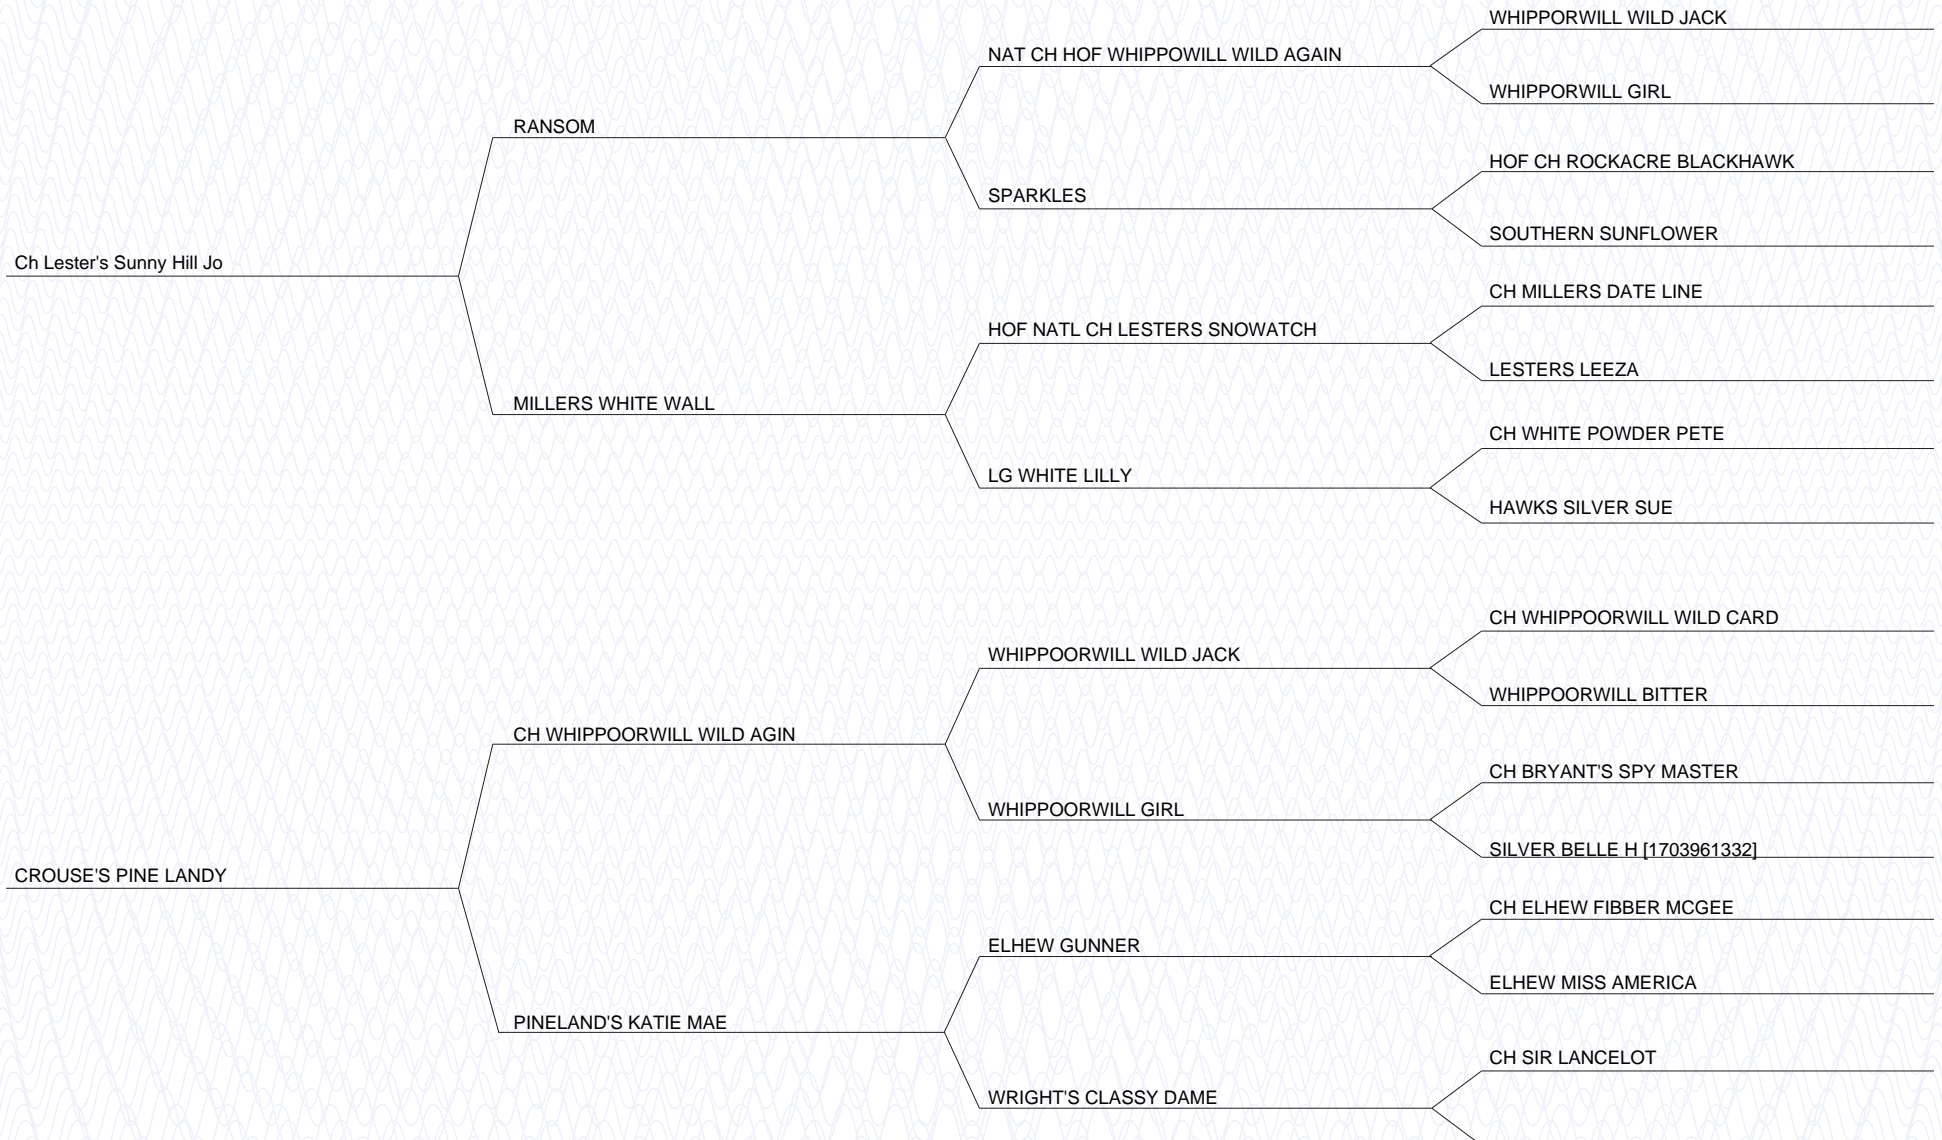 WHIPPORWILL WILD JACK
NAT CH HOF WHIPPOWILL WILD AGAIN
WHIPPORWILL GIRL
RANSOM
HOF CH ROCKACRE BLACKHAWK
SPARKLES
SOUTHERN SUNFLOWER
Ch Lester's Sunny Hill Jo
CH MILLERS DATE LINE
HOF NATL CH LESTERS SNOWATCH
LESTERS LEEZA
MILLERS WHITE WALL
CH WHITE POWDER PETE
LG WHITE LILLY
HAWKS SILVER SUE
CH WHIPPOORWILL WILD CARD
WHIPPOORWILL WILD JACK
WHIPPOORWILL BITTER
CH WHIPPOORWILL WILD AGIN
CH BRYANT'S SPY MASTER
WHIPPOORWILL GIRL
SILVER BELLE H [1703961332]
CROUSE'S PINE LANDY
CH ELHEW FIBBER MCGEE
ELHEW GUNNER
ELHEW MISS AMERICA
PINELAND'S KATIE MAE
CH SIR LANCELOT
WRIGHT'S CLASSY DAME